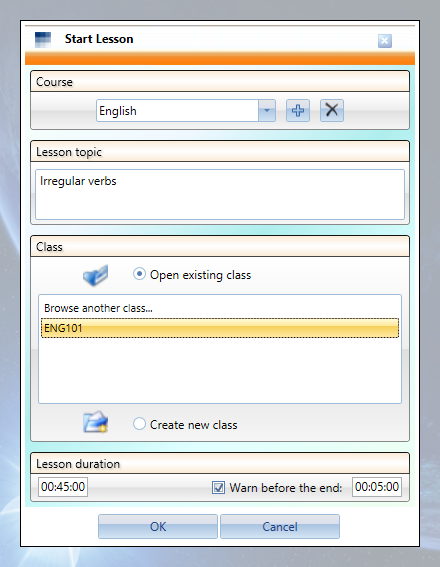 Start Lesson
Course
English
Lesson topic
Irregular verbs
Class
Open existing class
Browse another class...
ENG101
Create new class
Lesson duration
00:45:00 Warn before the end: 00:05:00
OK Cancel